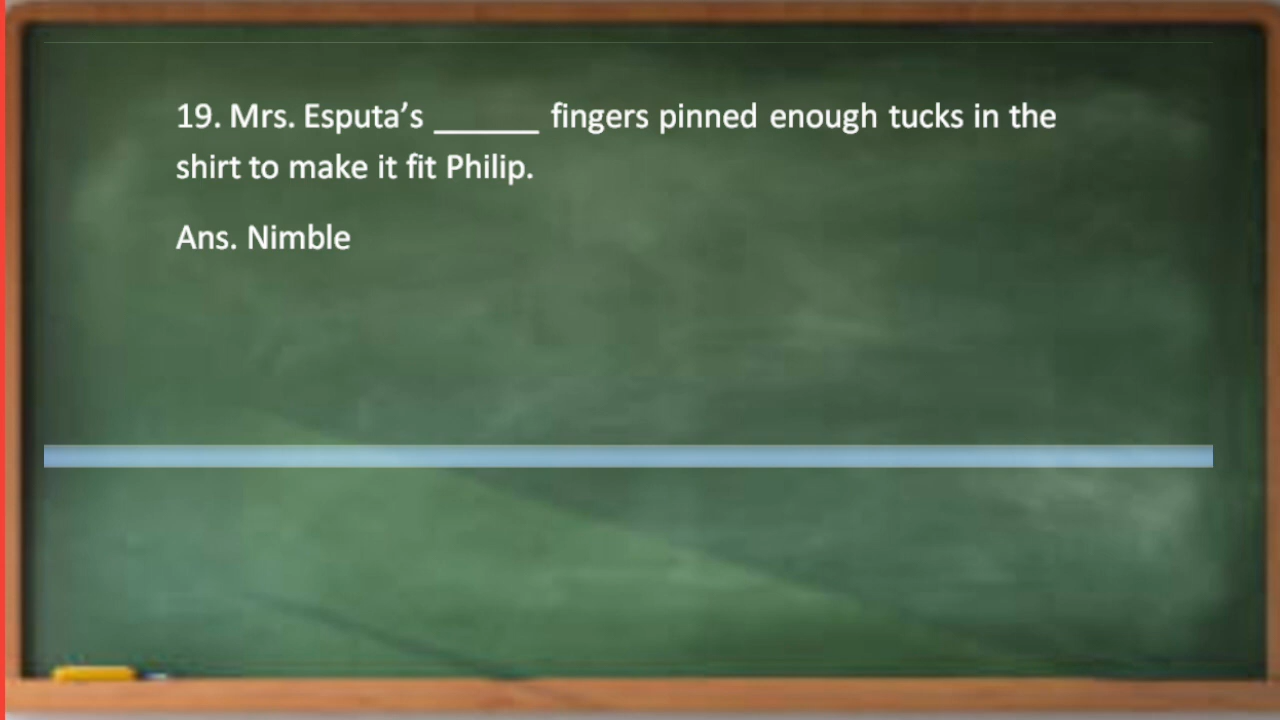 19. Mrs. Esputa’s ______ fingers pinned enough tucks in the
shirt to make it fit Philip.
Ans. Nimble